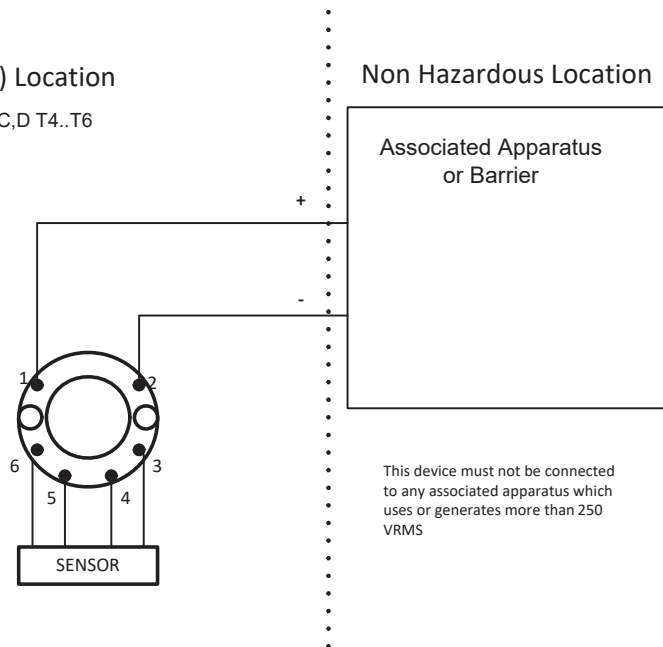 ) Location
C,D T4..T6
Non Hazardous Location
Associated Apparatus
or Barrier
+
-
1
2
6
3
5
4
SENSOR
This device must not be connected
to any associated apparatus which
uses or generates more than 250
VRMS